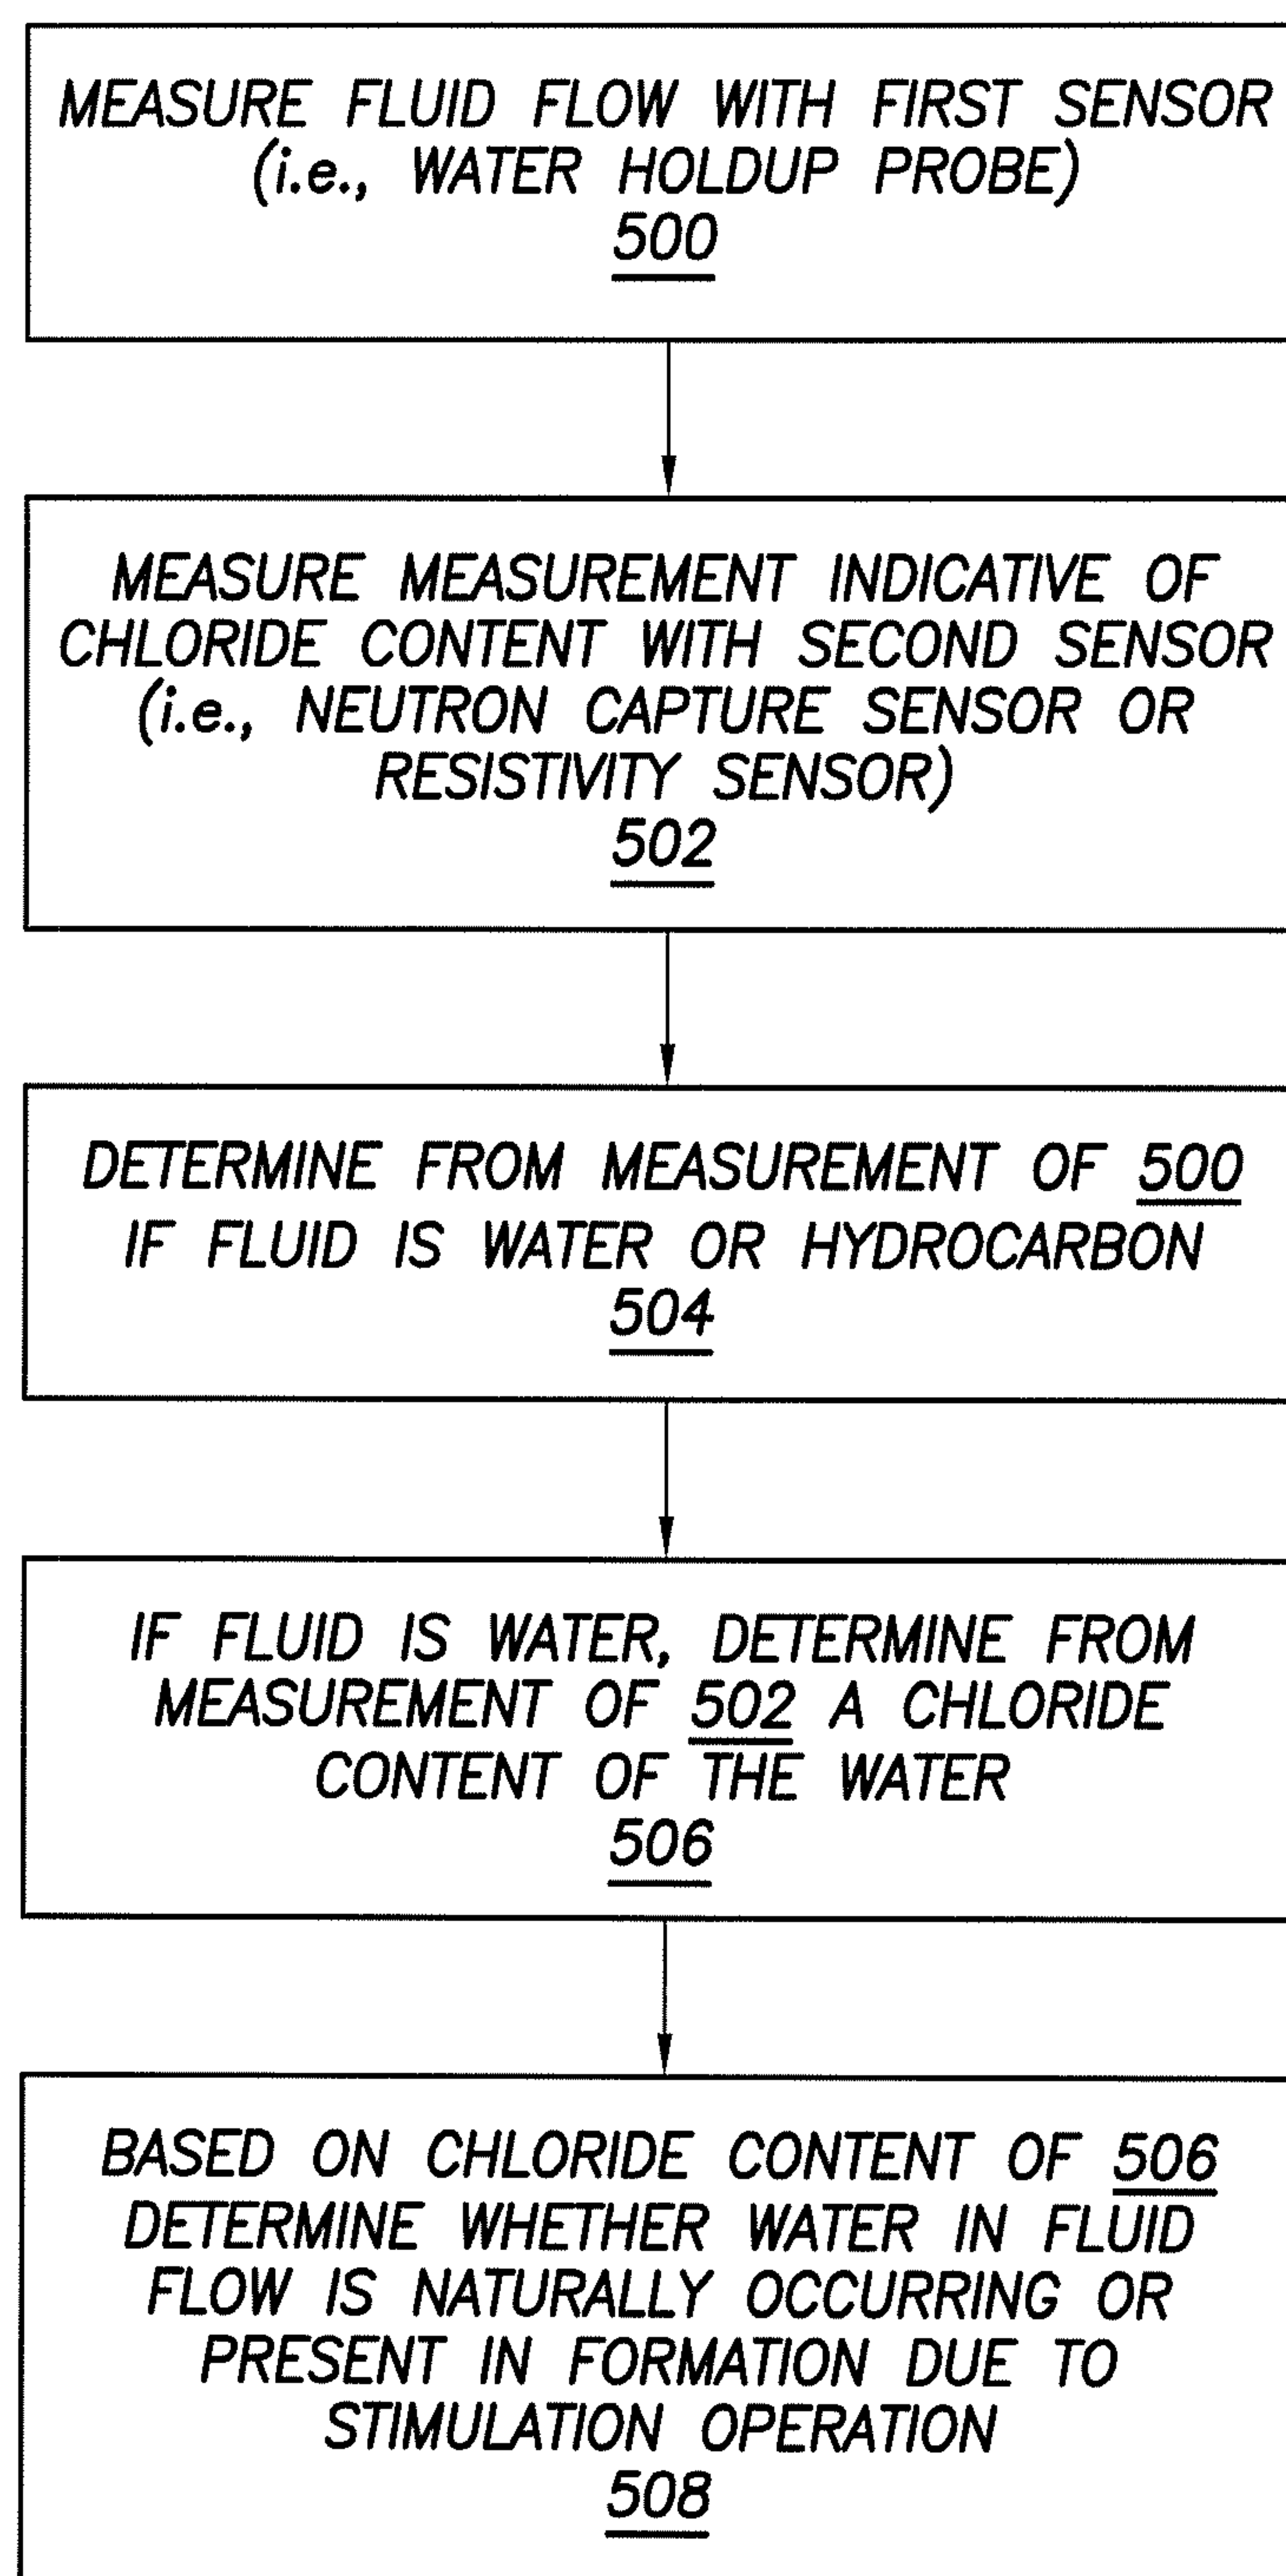 MEASURE FLUID FLOW WITH FIRST SENSOR
(i.e., WATER HOLDUP PROBE)
500
MEASURE MEASUREMENT INDICATIVE OF
CHLORIDE CONTENT WITH SECOND SENSOR
(i.e., NEUTRON CAPTURE SENSOR OR
RESISTIVITY SENSOR)
502
DETERMINE FROM MEASUREMENT OF 500
IF FLUID IS WATER OR HYDROCARBON
504
IF FLUID IS WATER, DETERMINE FROM
MEASUREMENT OF 502 A CHLORIDE
CONTENT OF THE WATER
506
BASED ON CHLORIDE CONTENT OF 506
DETERMINE WHETHER WATER IN FLUID
FLOW IS NATURALLY OCCURRING OR
PRESENT IN FORMATION DUE TO
STIMULATION OPERATION
508